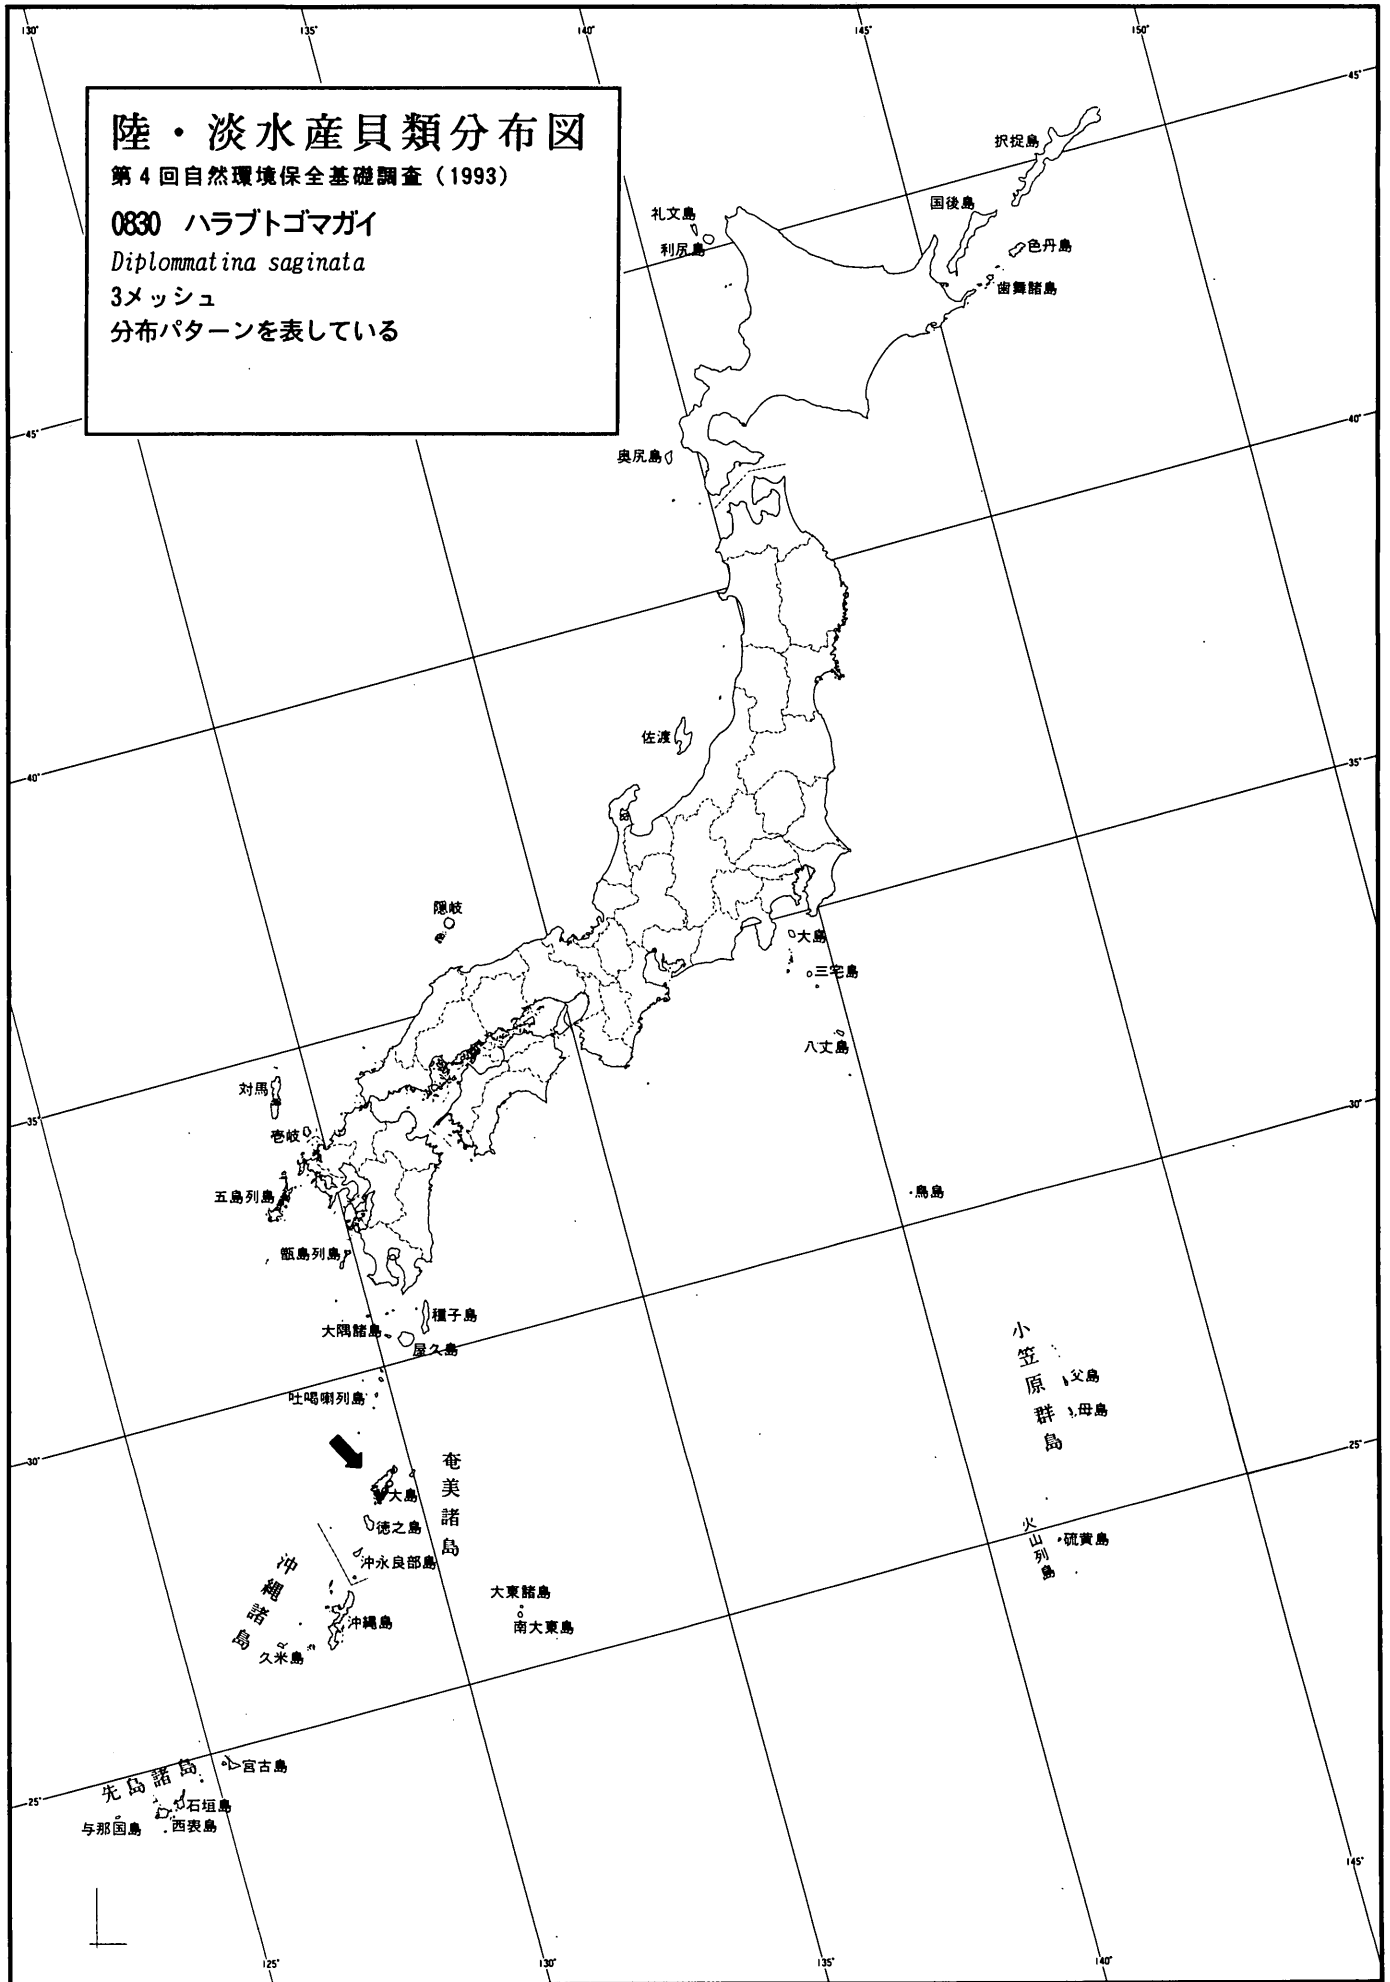 130°
135°
140°
145°
150°
陸・淡水産貝類分布図
第4回自然環境保全基礎調査（1993）
0830 ハラブトゴマガイ
Diplommatina saginata
3メッシュ
分布パターンを表している
45°
択捉島
国後島
色丹島
歯舞諸島
礼文島
利尻島
奥尻島
45°
40°
佐渡
40°
35°
隠岐
大島
三宅島
八丈島
対馬
壱岐
35°
五島列島
甑島列島
30°
鳥島
種子島
大隅諸島
屋久島
吐噶喇列島
小笠原群島
父島
母島
30°
25°
奄美諸島
大島
徳之島
沖永良部島
沖縄諸島
沖縄島
久米島
大東諸島
南大東島
火山列島
硫黄島
先島諸島
宮古島
石垣島
西表島
与那国島
25°
145°
125°
130°
135°
140°